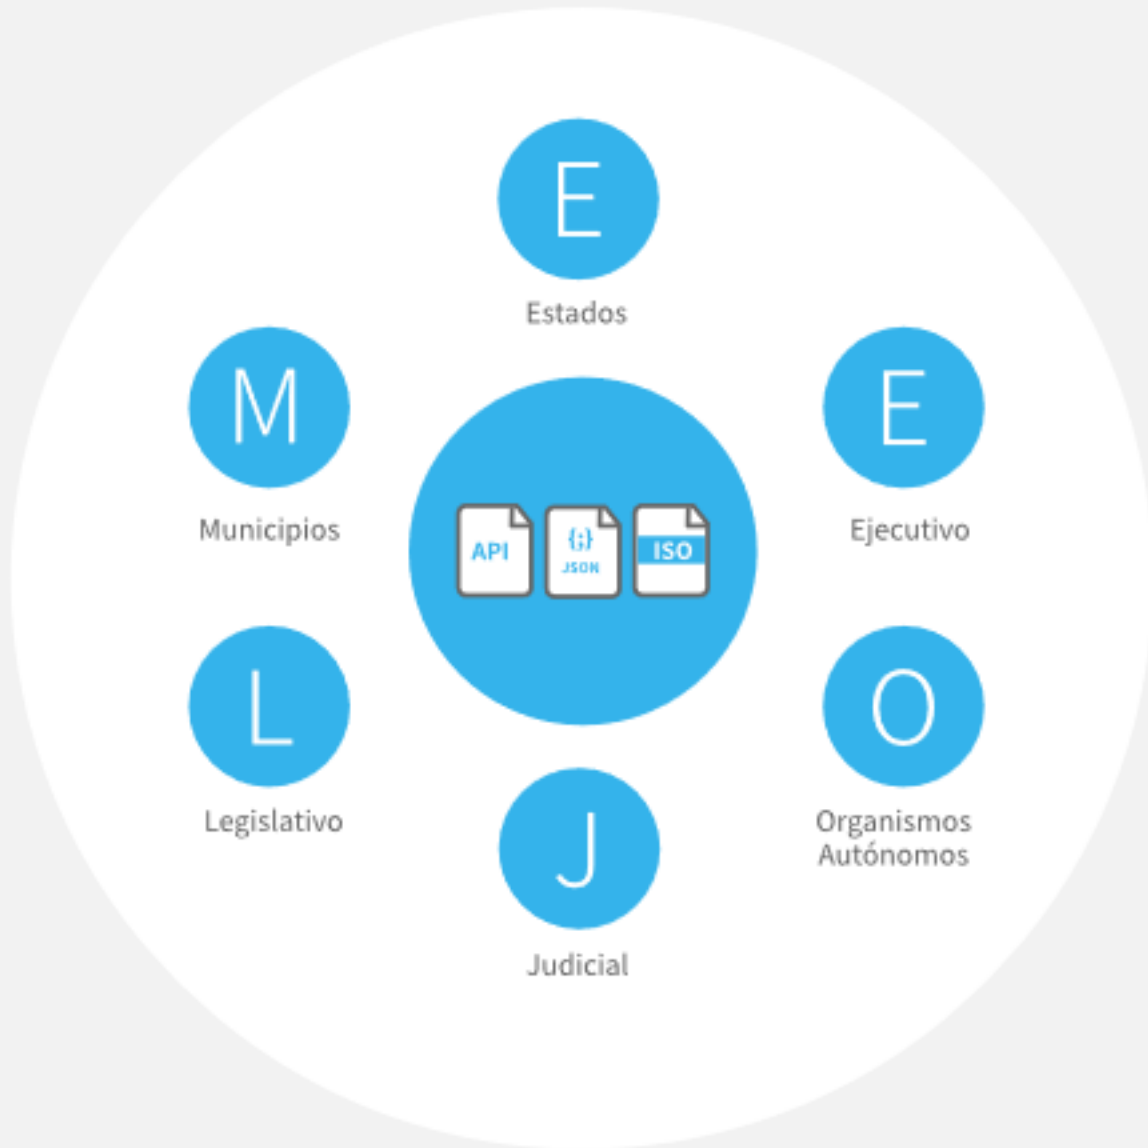 E
Estados
M
Municipios
E
Ejecutivo
API
{;}
JSON
ISO
L
Legislativo
O
Organismos
Autónomos
J
Judicial